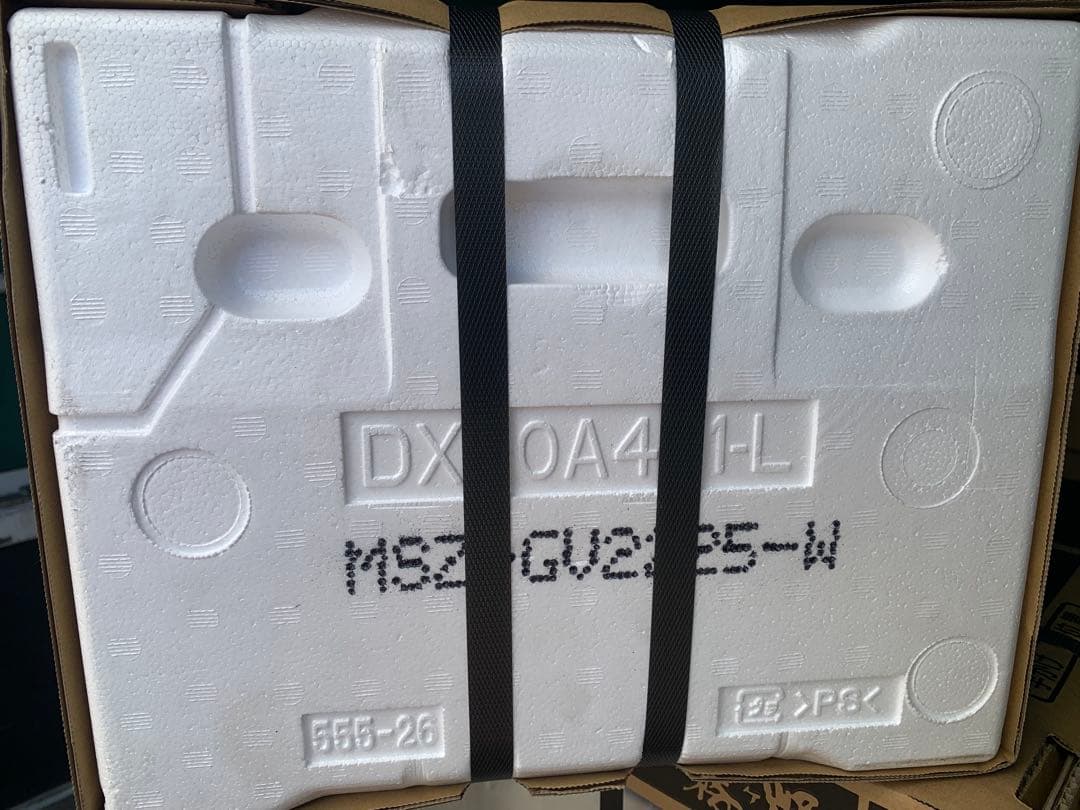 DX 0A4 1-L
MSZ-GV2225-W
555-26
>PS<